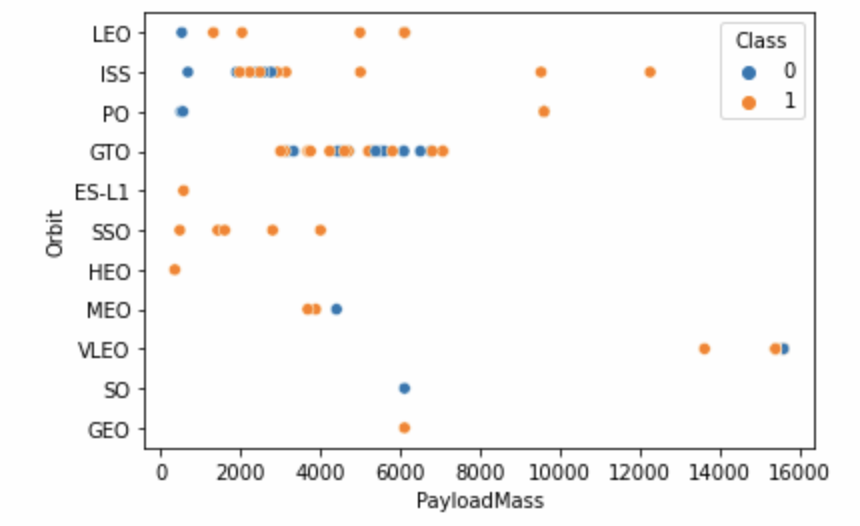 LEO
ISS
PO
GTO
ES-L1
SSO
HEO
MEO
VLEO
SO
GEO
Orbit
Class
0
1
0 2000 4000 6000 8000 10000 12000 14000 16000
PayloadMass